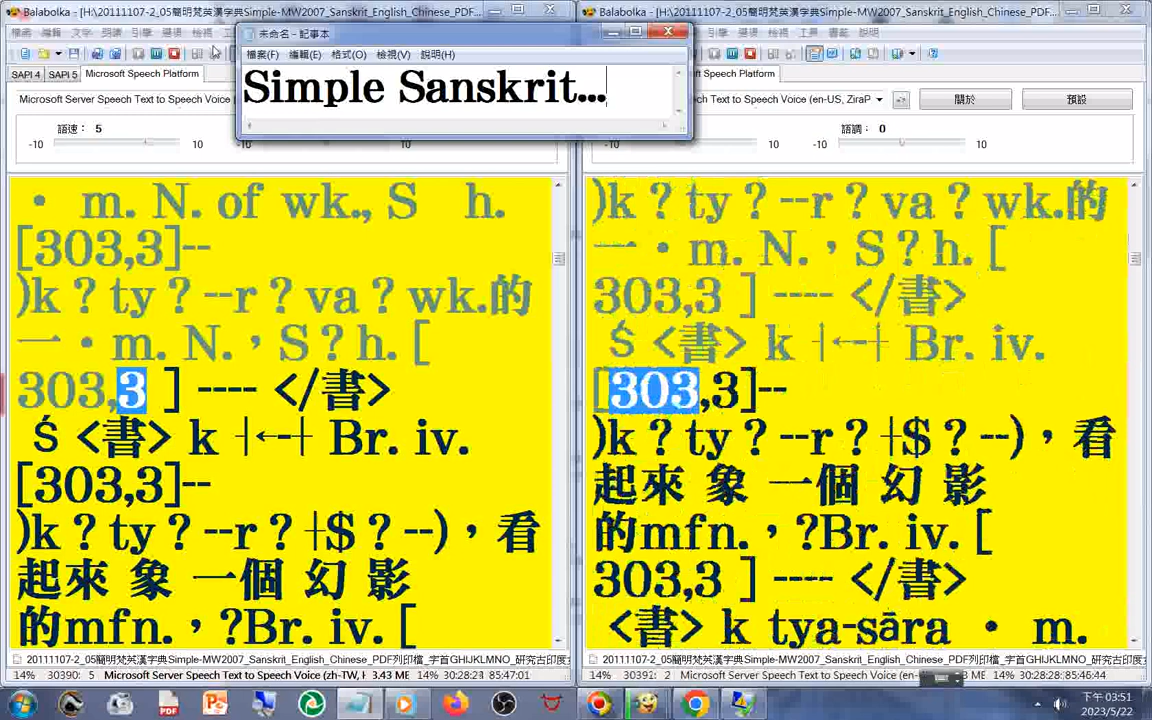 Balabolka - [H:\20111107-2_05簡明梵英漢字典Simple-MW2007_Sanskrit_English_Chinese_PDF
Balabolka - [H:\20111107-2_05簡明梵英漢字典Simple-MW2007_Sanskrit_English_Chinese_PDF...
未命名 - 記事本
檔案(F) 編輯(E) 格式(O) 檢視(V) 說明(H)
Simple Sanskrit...
SAPI 4 SAPI 5 Microsoft Speech Platform
Speech Platform
Microsoft Server Speech Text to Speech Voice
ch Text to Speech Voice (en-US, ZiraP
關於
預設
語速： 5
語調： 0
-10 10 -10 10
-10 10
• m. N. of wk., S h.
[303,3]--
)k ? ty ? --r ? va ? wk.的
一 • m. N.，S ? h. [
303,3 ] ---- </書>
Ś <書> k ┤←-┤ Br. iv.
[303,3]--
)k ? ty ? --r ? ┤$ ? --)，看
起來 象 一個 幻 影
的mfn.，?Br. iv. [
)k ? ty ? --r ? va ? wk.的
一 • m. N.，S ? h. [
303,3 ] ---- </書>
Ś <書> k ┤←-┤ Br. iv.
[303,3]--
)k ? ty ? --r ? ┤$ ? --)，看
起來 象 一個 幻 影
的mfn.，?Br. iv. [
303,3 ] ---- </書>
<書> k tya-sāra • m.
20111107-2_05簡明梵英漢字典Simple-MW2007_Sanskrit_English_Chinese_PDF列印檔_字首GHIJKLMNO_研究古印度
20111107-2_05簡明梵英漢字典Simple-MW2007_Sanskrit_English_Chinese_PDF列印檔_字首GHIJKLMNO_研究古印度
14% 30390: 5 Microsoft Server Speech Text to Speech Voice (zh-TW, H 3.43 MB 14% 30:28:23 85:47:01
14% 30391: 2 Microsoft Server Speech Text to Speech Voice 14% 30:28:28 85:46:44
下午 03:51
2023/5/22